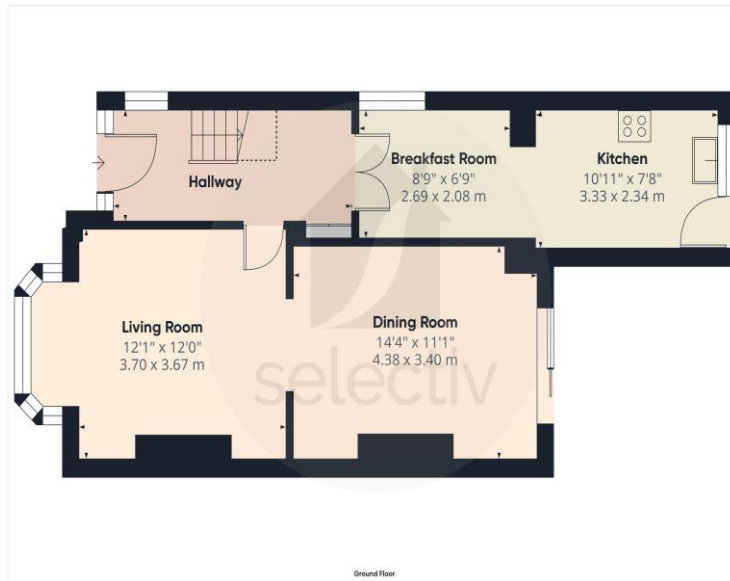 Hallway
Breakfast Room
8'9" x 6'9"
2.69 x 2.08 m
Kitchen
10'11" x 7'8"
3.33 x 2.34 m
Living Room
12'1" x 12'0"
3.70 x 3.67 m
Dining Room
14'4" x 11'1"
4.38 x 3.40 m
selectiv
Ground Floor